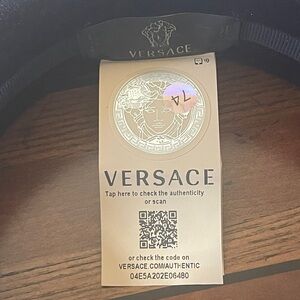 VERSACE
74
VERSACE
Tap here to check the authenticity
or scan
or check the code on
VERSACE.COM/AUTHENTIC
04E5A202E06480